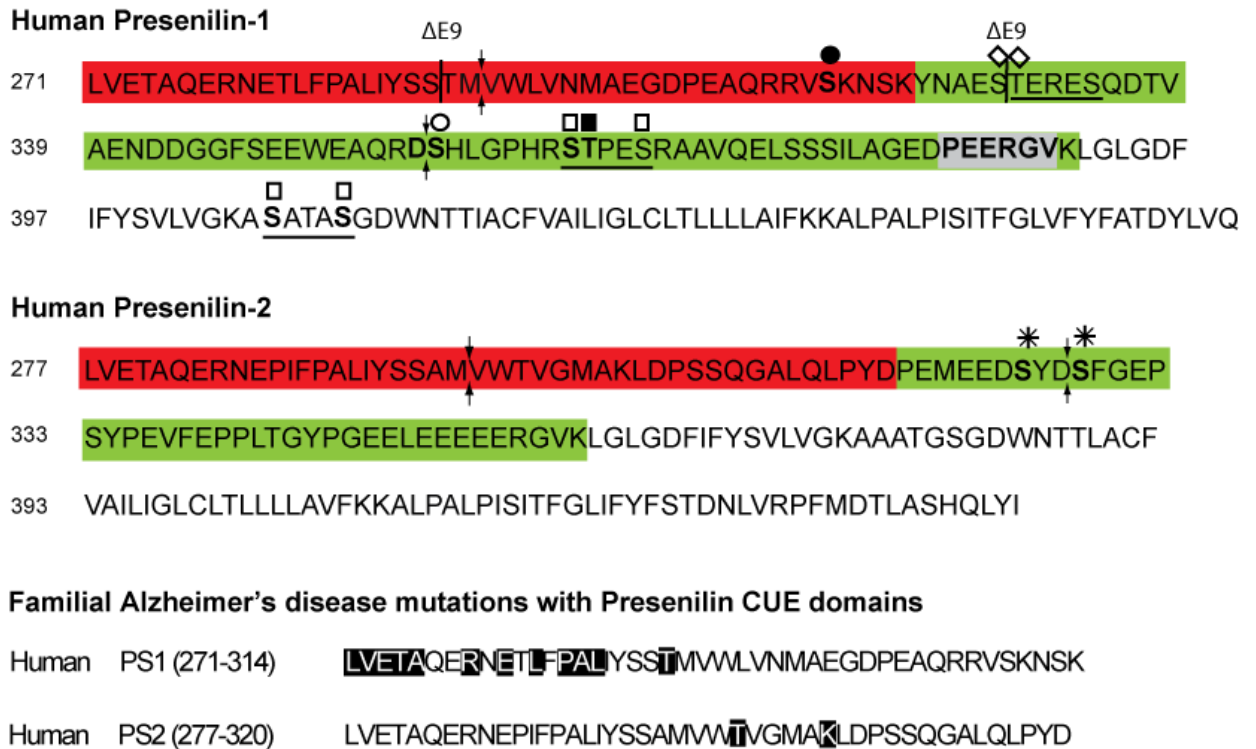 Human Presenilin-1
ΔE9 ΔE9
271 LVETAQERNETLFPALIYSSTMVWLVNMAEGDPEAQRRVSKNSKYNAESTERESQDTV
339 AENDDGGFSEEWEAQRDSHLGPHRSTPESRAAVQELSSSILAGEDPEERGVKLGLGDF
397 IFYSVLVGKASATASGDWNTTIACFVAILIGLCLTLLLLAIFKKALPALPISITFGLVFYFATDYLVQ
Human Presenilin-2
277 LVETAQERNEPIFPALIYSSAMVWTVGMAKLDPSSQGALQLPYDPEMEEDSYDSFGEP
333 SYPEVFEPPLTGYPGEELEEEEERGVKLGLGDFIFYSVLVGKAAATGSGDWNTTLACF
393 VAILIGLCLTLLLLAVFKKALPALPISITFGLIFYFSTDNLVRPFMDTLASHQLYI
Familial Alzheimer's disease mutations with Presenilin CUE domains
Human PS1 (271-314) LVETAQERNETLFPALIYSSTMVWLVNMAEGDPEAQRRVSKNSK
Human PS2 (277-320) LVETAQERNEPIFPALIYSSAMVWTVGMAKLDPSSQGALQLPYD